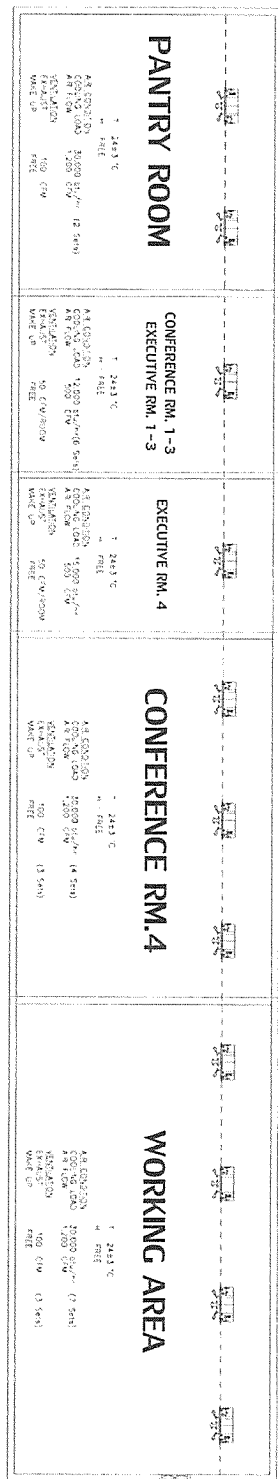 PANTRY ROOM
T 24±3 °C
H FREE
AIR CONDITION
COOLING LOAD 30,000 btu/hr (2 Sets)
AIR FLOW 1,200 CFM
VENTILATION
EXHAUST 100 CFM
MAKE UP FREE
CONFERENCE RM. 1-3
EXECUTIVE RM. 1-3
T 24±3 °C
H FREE
AIR CONDITION
COOLING LOAD 12,000 btu/hr(6 Sets)
AIR FLOW 500 CFM
VENTILATION
EXHAUST 50 CFM/ROOM
MAKE UP FREE
EXECUTIVE RM. 4
T 24±3 °C
H FREE
AIR CONDITION
COOLING LOAD 15,000 btu/hr
AIR FLOW CFM
VENTILATION
EXHAUST 50 CFM/ROOM
MAKE UP FREE
CONFERENCE RM.4
T 24±3 °C
H FREE
AIR CONDITION
COOLING LOAD 30,000 btu/hr (4 Sets)
AIR FLOW 1,200 CFM
VENTILATION
EXHAUST 100 CFM (3 Sets)
MAKE UP FREE
WORKING AREA
T 24±3 °C
H FREE
AIR CONDITION
COOLING LOAD 30,000 btu/hr (7 Sets)
AIR FLOW 1,200 CFM
VENTILATION
EXHAUST 100 CFM (3 Sets)
MAKE UP FREE